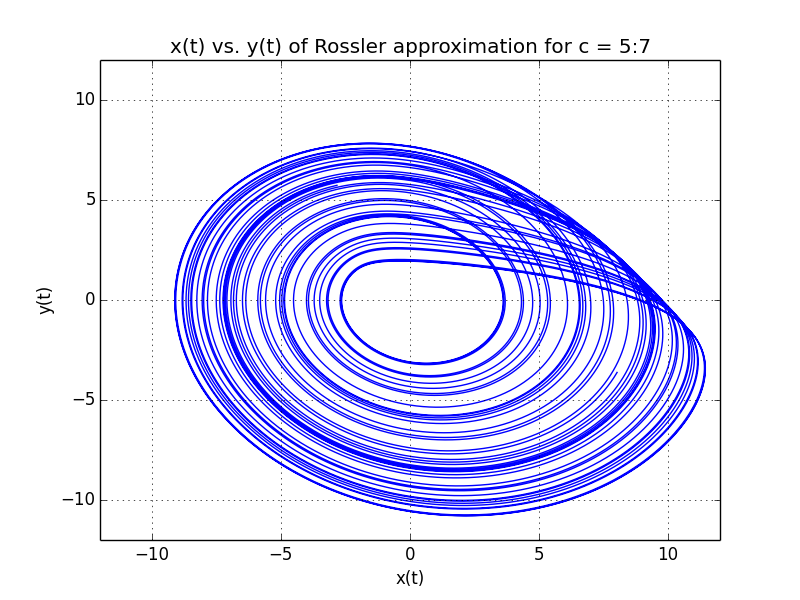 x(t) vs. y(t) of Rossler approximation for c = 5:7
10
5
0
−5
−10
y(t)
−10 −5 0 5 10
x(t)